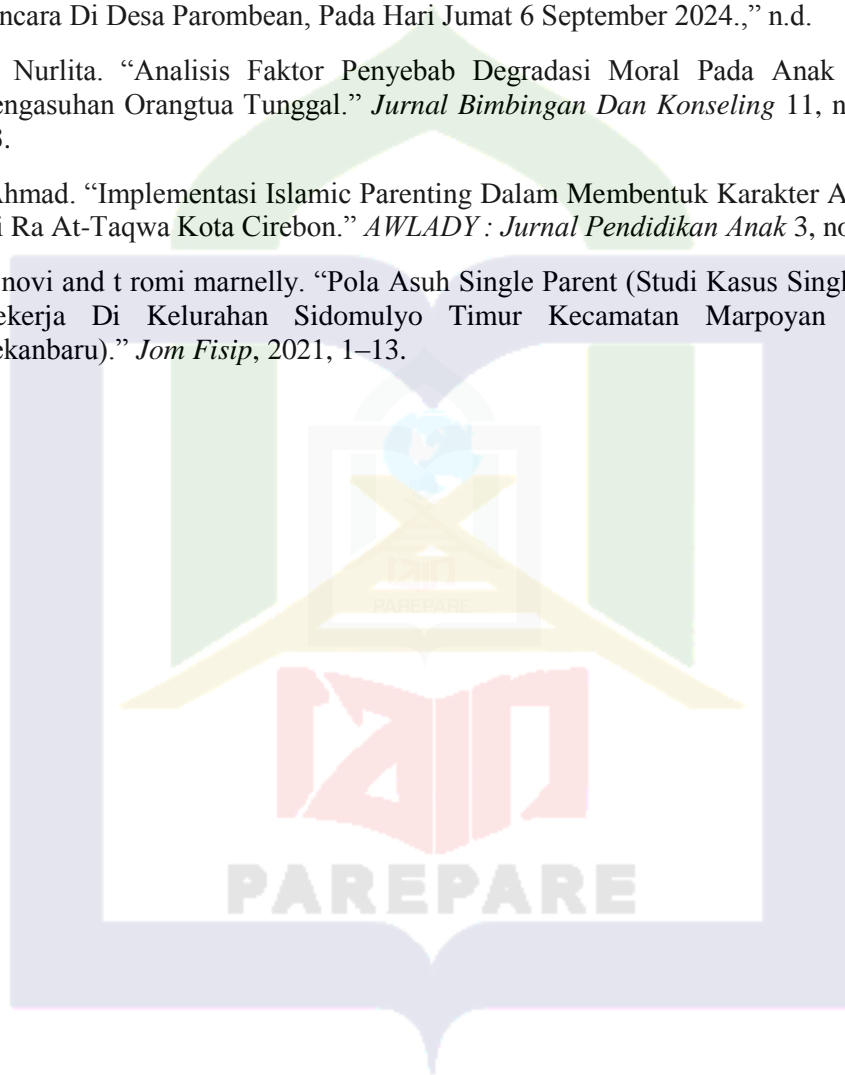 ncara Di Desa Parombean, Pada Hari Jumat 6 September 2024.,” n.d.
Nurlita. “Analisis Faktor Penyebab Degradasi Moral Pada Anak
engasuhan Orangtua Tunggal.” Jurnal Bimbingan Dan Konseling 11, n
3.
Ahmad. “Implementasi Islamic Parenting Dalam Membentuk Karakter A
i Ra At-Taqwa Kota Cirebon.” AWLADY : Jurnal Pendidikan Anak 3, no
novi and t romi marnelly. “Pola Asuh Single Parent (Studi Kasus Singl
ekerja Di Kelurahan Sidomulyo Timur Kecamatan Marpoyan
ekanbaru).” Jom Fisip, 2021, 1–13.
iain
PAREPARE
iain
PAREPARE